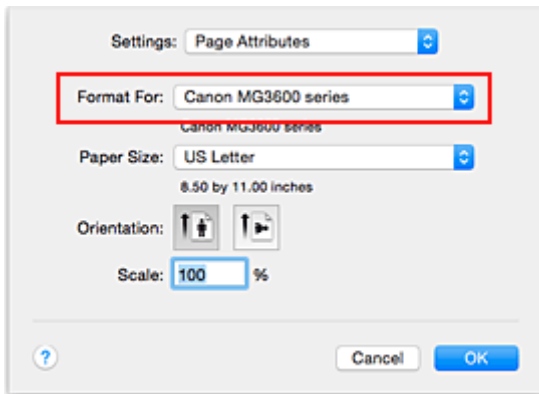 Settings: Page Attributes
Format For: Canon MG3600 series
Canon MG3600 series
Paper Size: US Letter
8.50 by 11.00 inches
Orientation:
Scale: 100 %
? Cancel OK